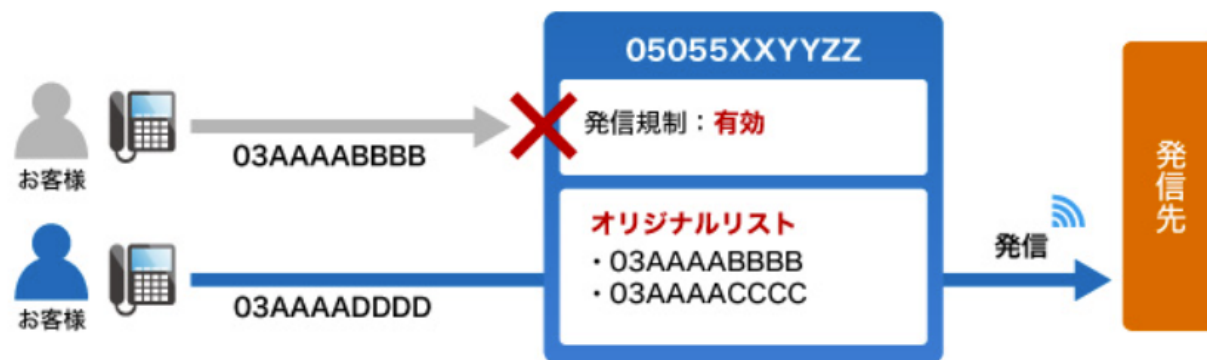 05055XXYYZZ
発信規制：有効
03AAAABBBB
お客様
オリジナルリスト
・03AAAABBBB
・03AAAACCCC
03AAAADDDD
お客様
発信
発信先